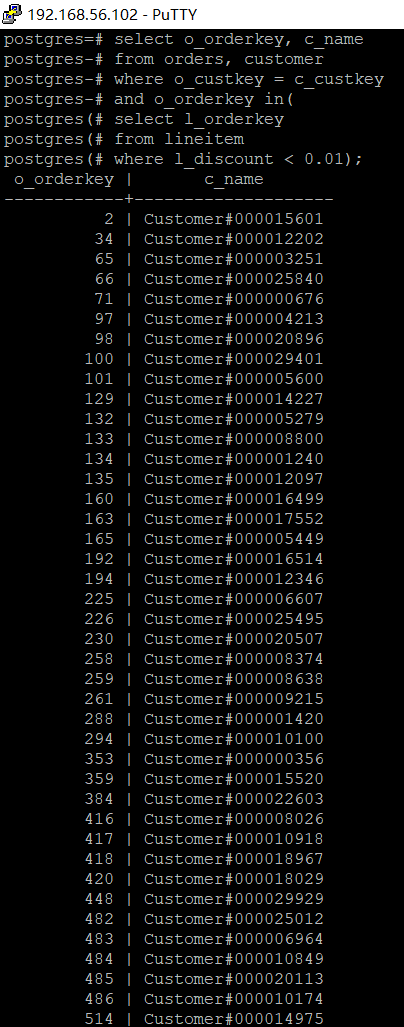 192.168.56.102 - PuTTY
postgres=# select o_orderkey, c_name
postgres-# from orders, customer
postgres-# where o_custkey = c_custkey
postgres-# and o_orderkey in(
postgres(# select l_orderkey
postgres(# from lineitem
postgres(# where l_discount < 0.01);
 o_orderkey |       c_name
------------+--------------------
          2 | Customer#000015601
         34 | Customer#000012202
         65 | Customer#000003251
         66 | Customer#000025840
         71 | Customer#000000676
         97 | Customer#000004213
         98 | Customer#000020896
        100 | Customer#000029401
        101 | Customer#000005600
        129 | Customer#000014227
        132 | Customer#000005279
        133 | Customer#000008800
        134 | Customer#000001240
        135 | Customer#000012097
        160 | Customer#000016499
        163 | Customer#000017552
        165 | Customer#000005449
        192 | Customer#000016514
        194 | Customer#000012346
        225 | Customer#000006607
        226 | Customer#000025495
        230 | Customer#000020507
        258 | Customer#000008374
        259 | Customer#000008638
        261 | Customer#000009215
        288 | Customer#000001420
        294 | Customer#000010100
        353 | Customer#000000356
        359 | Customer#000015520
        384 | Customer#000022603
        416 | Customer#000008026
        417 | Customer#000010918
        418 | Customer#000018967
        420 | Customer#000018029
        448 | Customer#000029929
        482 | Customer#000025012
        483 | Customer#000006964
        484 | Customer#000010849
        485 | Customer#000020113
        486 | Customer#000010174
        514 | Customer#000014975